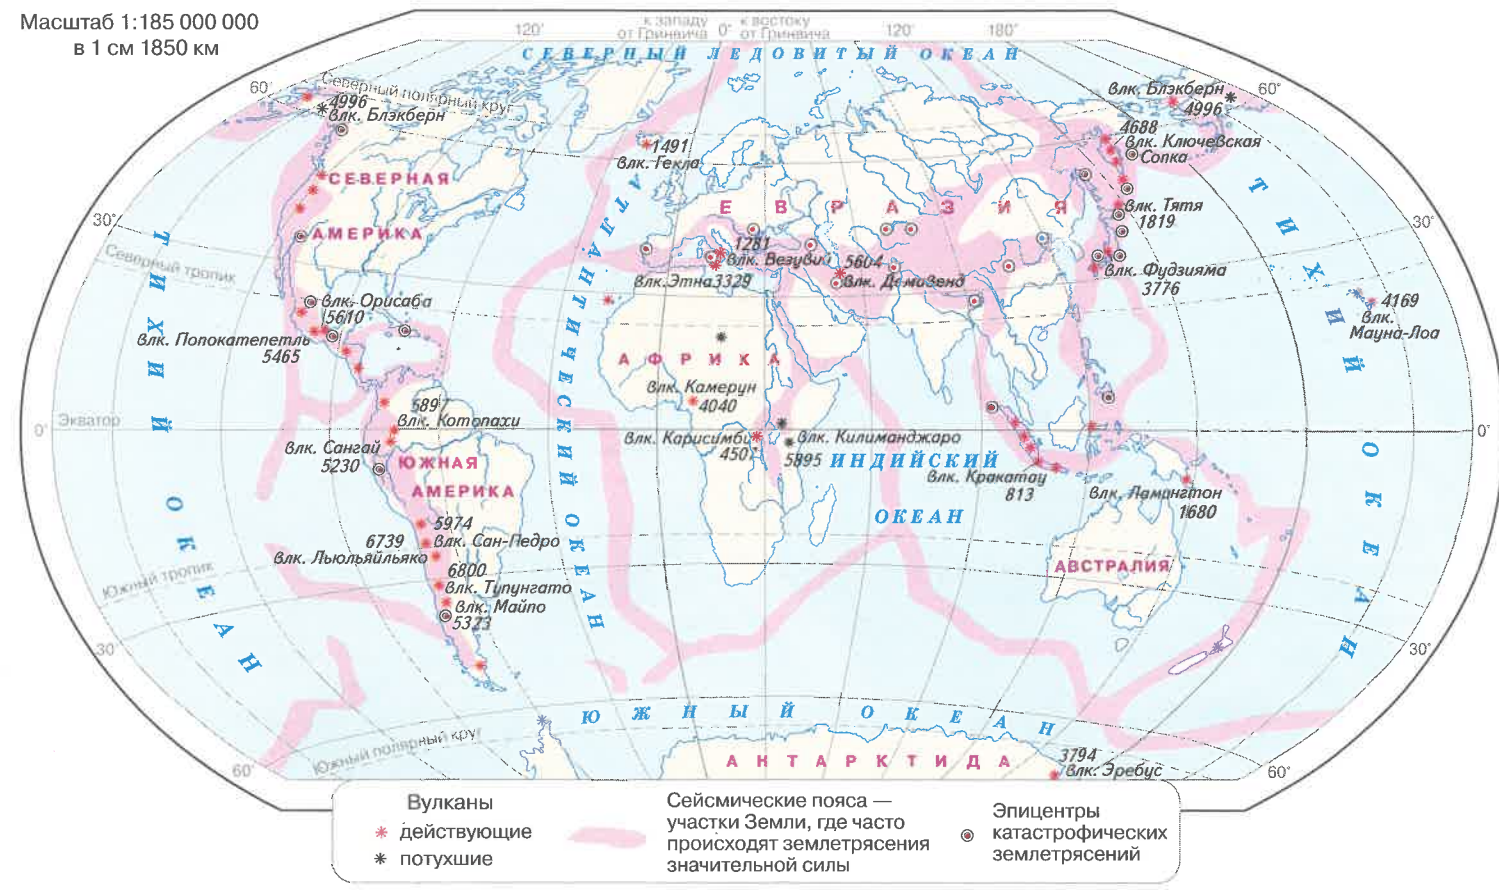 Масштаб 1:185 000 000
в 1 см 1850 км
к западу
от Гринвича
0°
к востоку
от Гринвича
120°
120°
180°
СЕВЕРНЫЙ ЛЕДОВИТЫЙ ОКЕАН
60°
Северный полярный круг
4996
Влк. Блэкберн
Влк. Блэкберн
4996
60°
4688
Влк. Ключевская
Сопка
1491
Влк. Гекла
СЕВЕРНАЯ
АМЕРИКА
ЕВРАЗИЯ
Влк. Тятя
1819
30°
30°
Северный тропик
1281
Влк. Везувий
Влк.Этна3329
5604
Влк. Демавенд
Влк. Фудзияма
3776
4169
Влк.
Мауна-Лоа
Влк. Орисаба
5610
Влк. Попокатепетль
5465
АФРИКА
Влк. Камерун
4040
5897
Влк. Котопахи
Экватор
0°
0°
Влк. Сангай
5230
Влк. Карисимби
4507
Влк. Килиманджаро
5895
ИНДИЙСКИЙ
ОКЕАН
ЮЖНАЯ
АМЕРИКА
Влк. Кракатау
813
Влк. Ламингтон
1680
5974
Влк. Сан-Педро
6739
Влк. Льюльяйльяко
6800
Влк. Тупунгато
Влк. Майпо
5323
АВСТРАЛИЯ
Южный тропик
ТИХИЙ ОКЕАН
АТЛАНТИЧЕСКИЙ ОКЕАН
ТИХИЙ ОКЕАН
30°
30°
ЮЖНЫЙ ОКЕАН
Южный полярный круг
60°
60°
АНТАРКТИДА
3794
Влк. Эребус
Вулканы
действующие
потухшие
Сейсмические пояса —
участки Земли, где часто
происходят землетрясения
значительной силы
Эпицентры
катастрофических
землетрясений